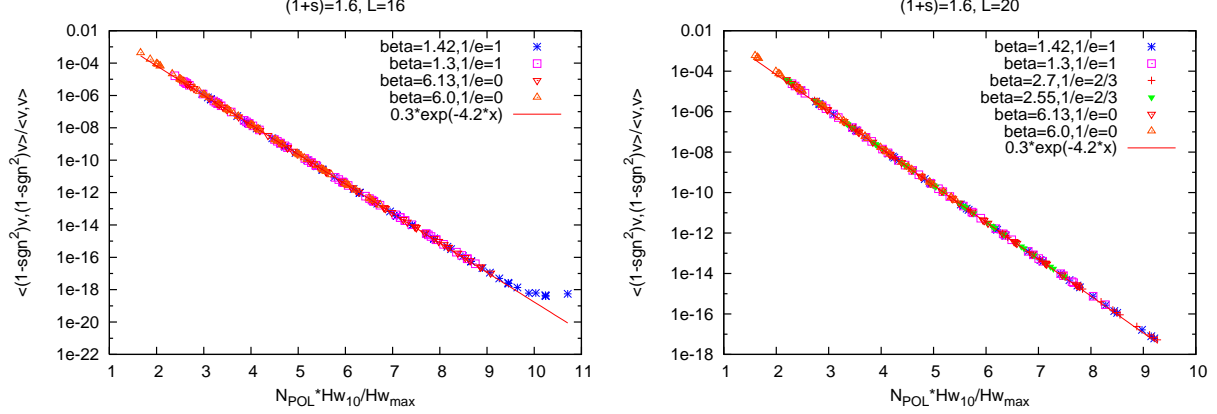 (1+s)=1.6, L=16
<(1-sgn²)v,(1-sgn²)v>/<v,v>
0.01
1e-04
1e-06
1e-08
1e-10
1e-12
1e-14
1e-16
1e-18
1e-20
1e-22
beta=1.42,1/e=1
beta=1.3,1/e=1
beta=6.13,1/e=0
beta=6.0,1/e=0
0.3*exp(-4.2*x)
1 2 3 4 5 6 7 8 9 10 11
N_POL*Hw_10/Hw_max
(1+s)=1.6, L=20
<(1-sgn²)v,(1-sgn²)v>/<v,v>
0.01
1e-04
1e-06
1e-08
1e-10
1e-12
1e-14
1e-16
1e-18
beta=1.42,1/e=1
beta=1.3,1/e=1
beta=2.7,1/e=2/3
beta=2.55,1/e=2/3
beta=6.13,1/e=0
beta=6.0,1/e=0
0.3*exp(-4.2*x)
1 2 3 4 5 6 7 8 9 10
N_POL*Hw_10/Hw_max